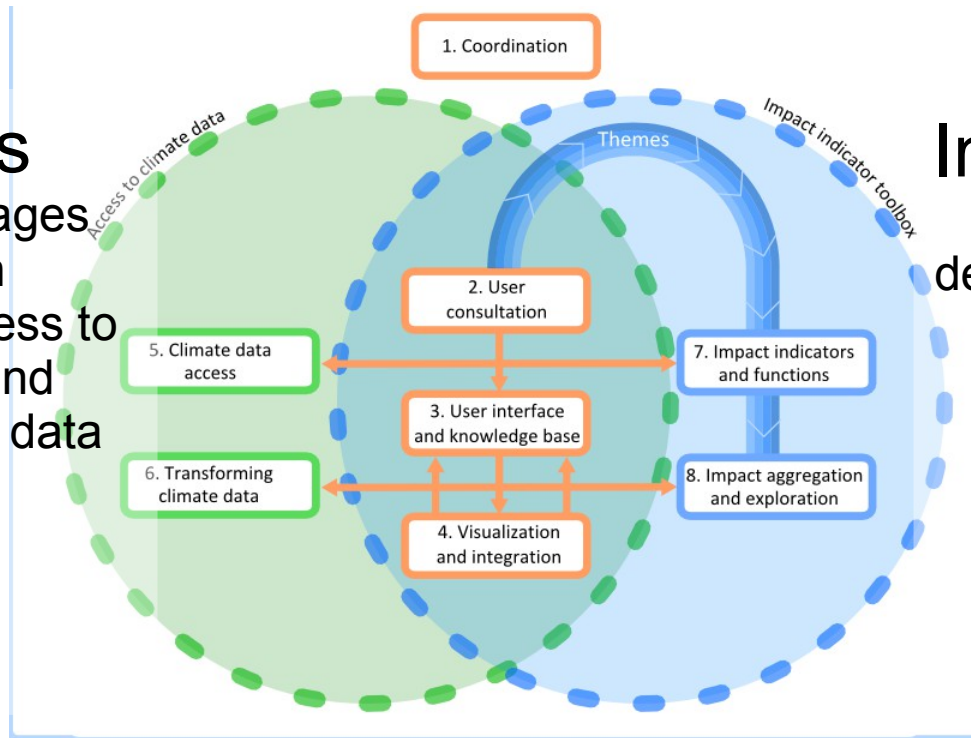 1. Coordination
s
ages
n
ess to
nd
data
Access to climate data
Impact indicator toolbox
Themes
In
de
2. User
consultation
5. Climate data
access
7. Impact indicators
and functions
3. User interface
and knowledge base
6. Transforming
climate data
8. Impact aggregation
and exploration
4. Visualization
and integration